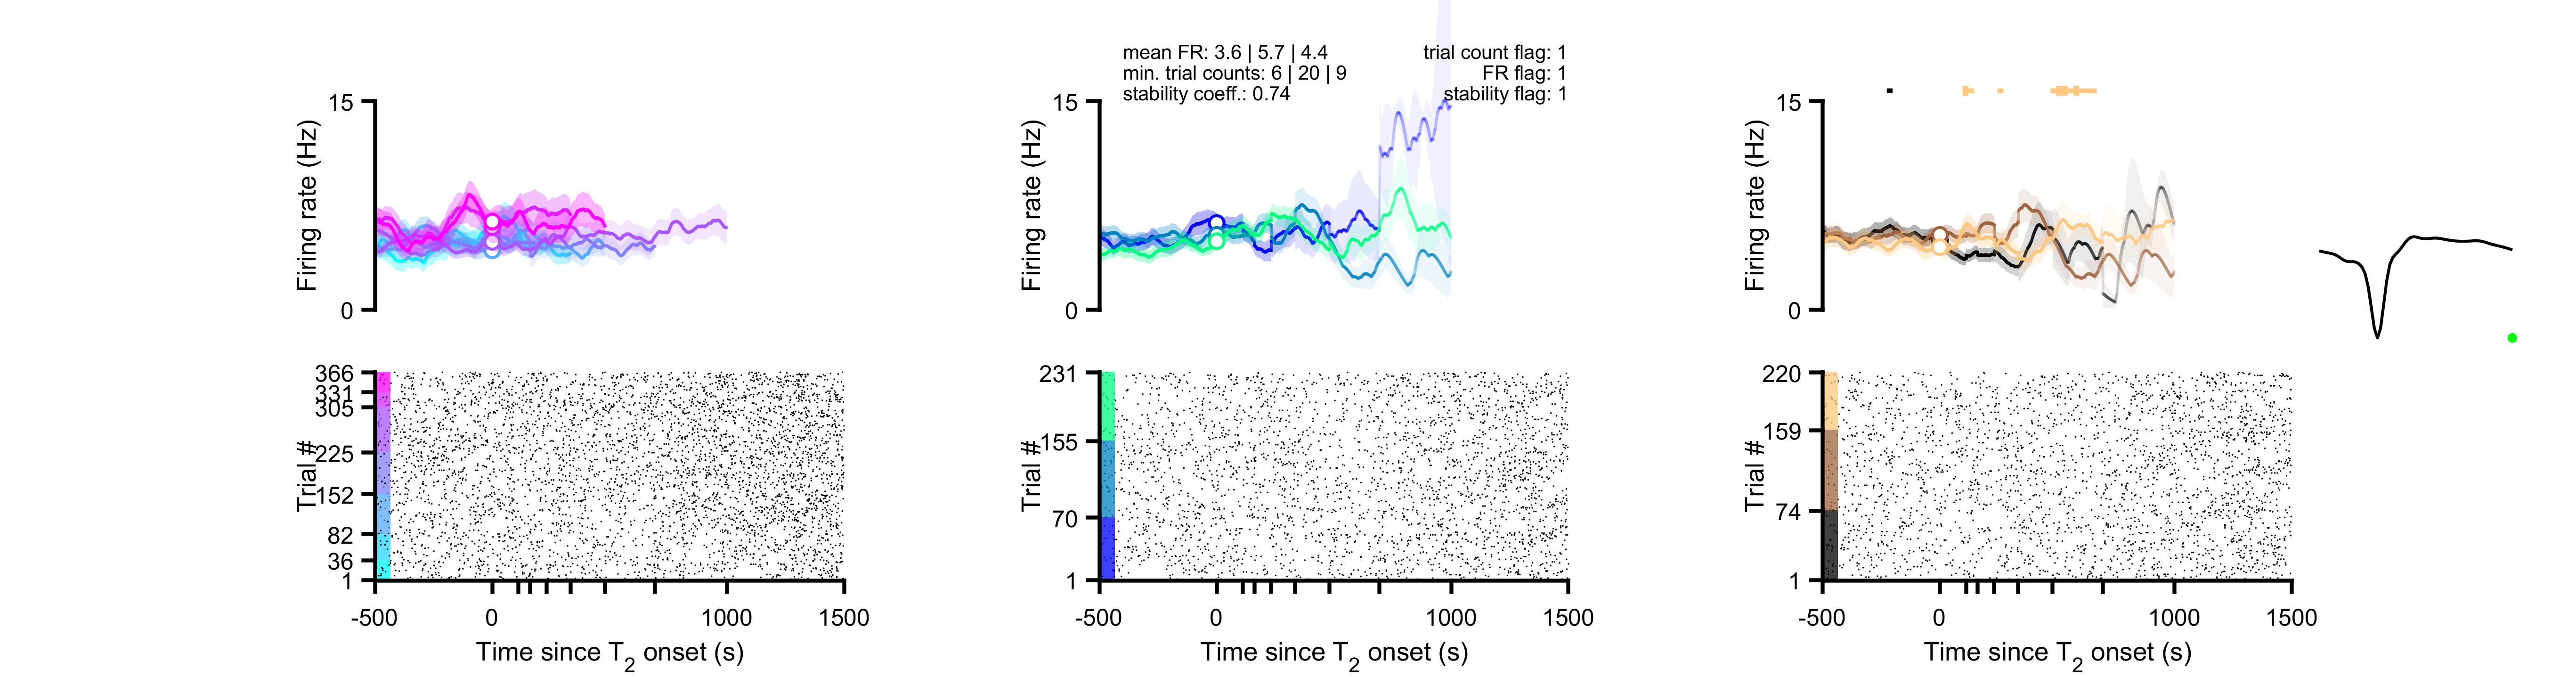 mean FR: 3.6 | 5.7 | 4.4
min. trial counts: 6 | 20 | 9
stability coeff.: 0.74
trial count flag: 1
FR flag: 1
stability flag: 1
15
0
Firing rate (Hz)
15
0
Firing rate (Hz)
15
0
Firing rate (Hz)
366
331
305
225
152
82
36
1
Trial #
-500
0
1000
1500
Time since T2 onset (s)
231
155
70
1
Trial #
-500
0
1000
1500
Time since T2 onset (s)
220
159
74
1
Trial #
-500
0
1000
1500
Time since T2 onset (s)